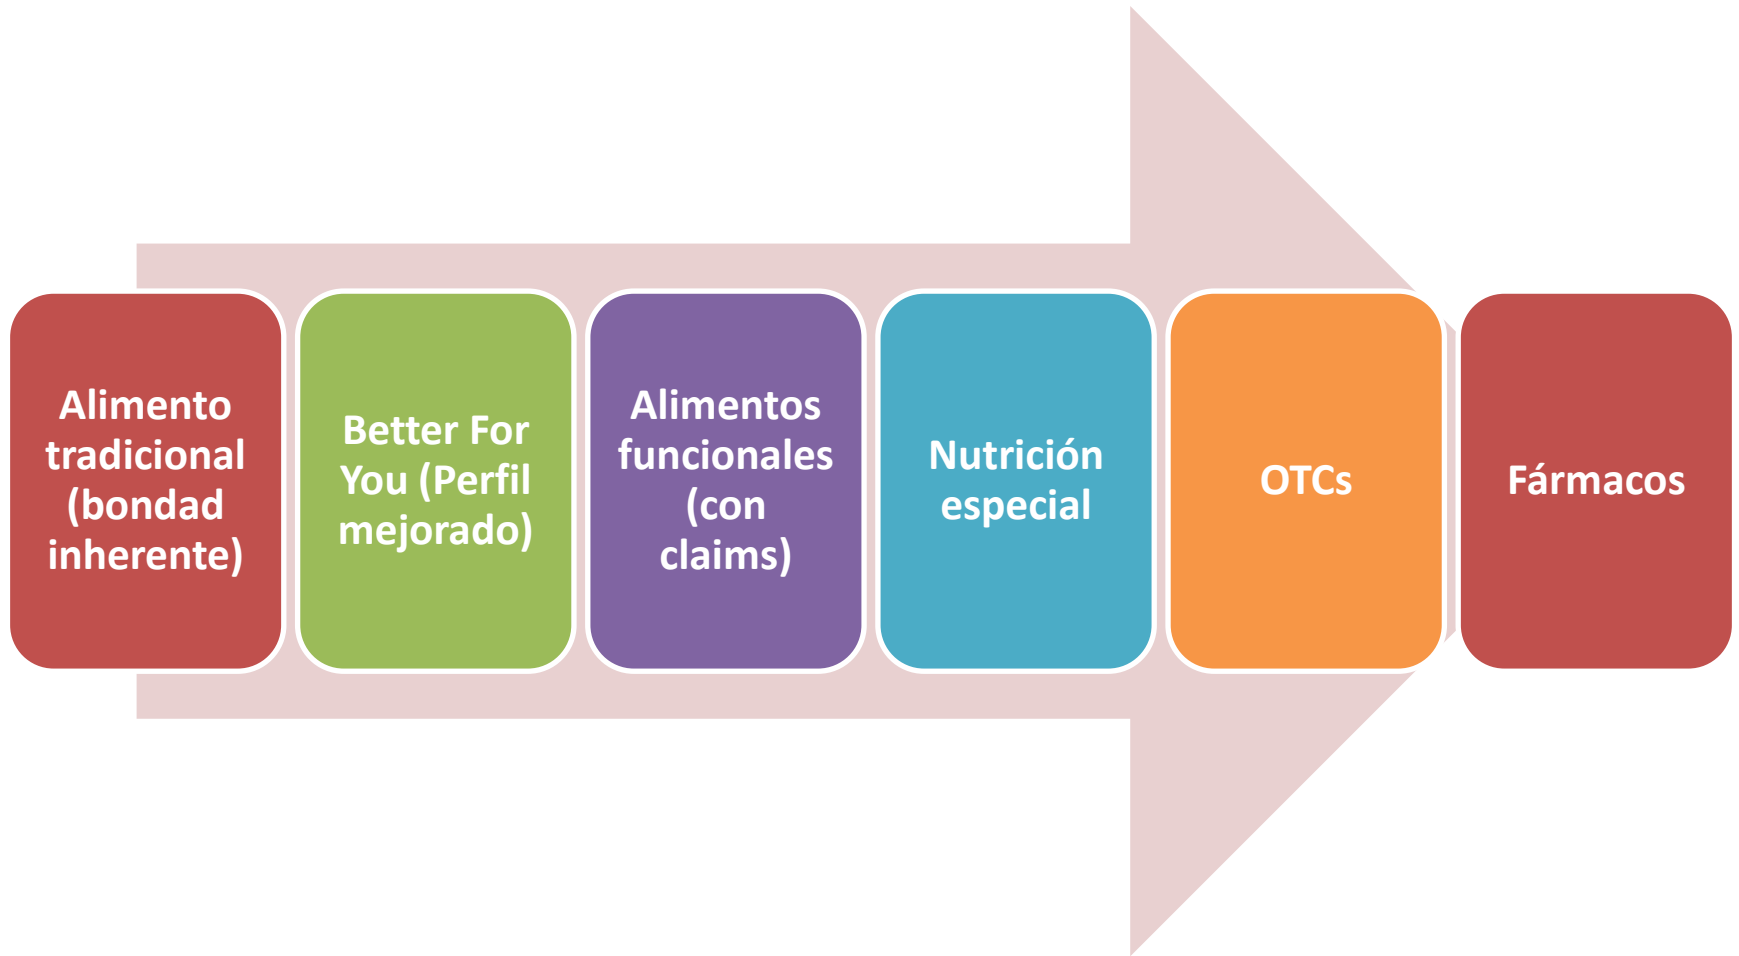 Alimento
tradicional
(bondad
inherente)
Better For
You (Perfil
mejorado)
Alimentos
funcionales
(con
claims)
Nutrición
especial
OTCs
Fármacos